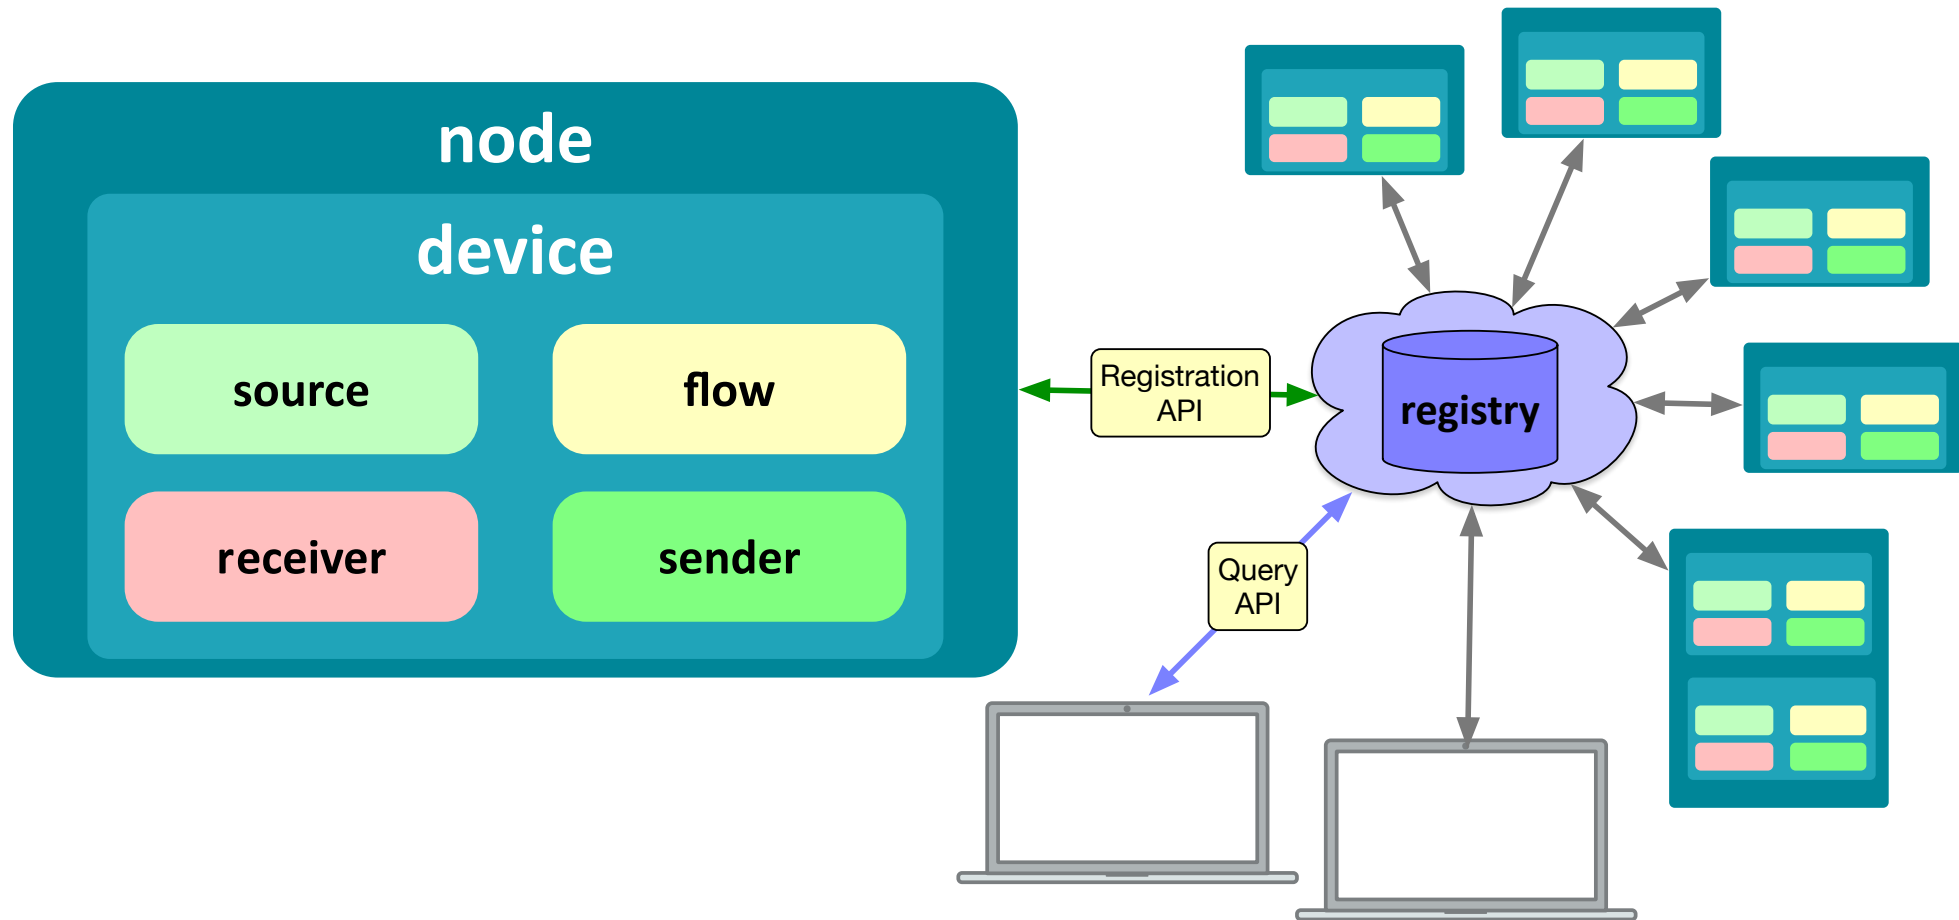 node
device
source
flow
receiver
sender
Registration
API
registry
Query
API